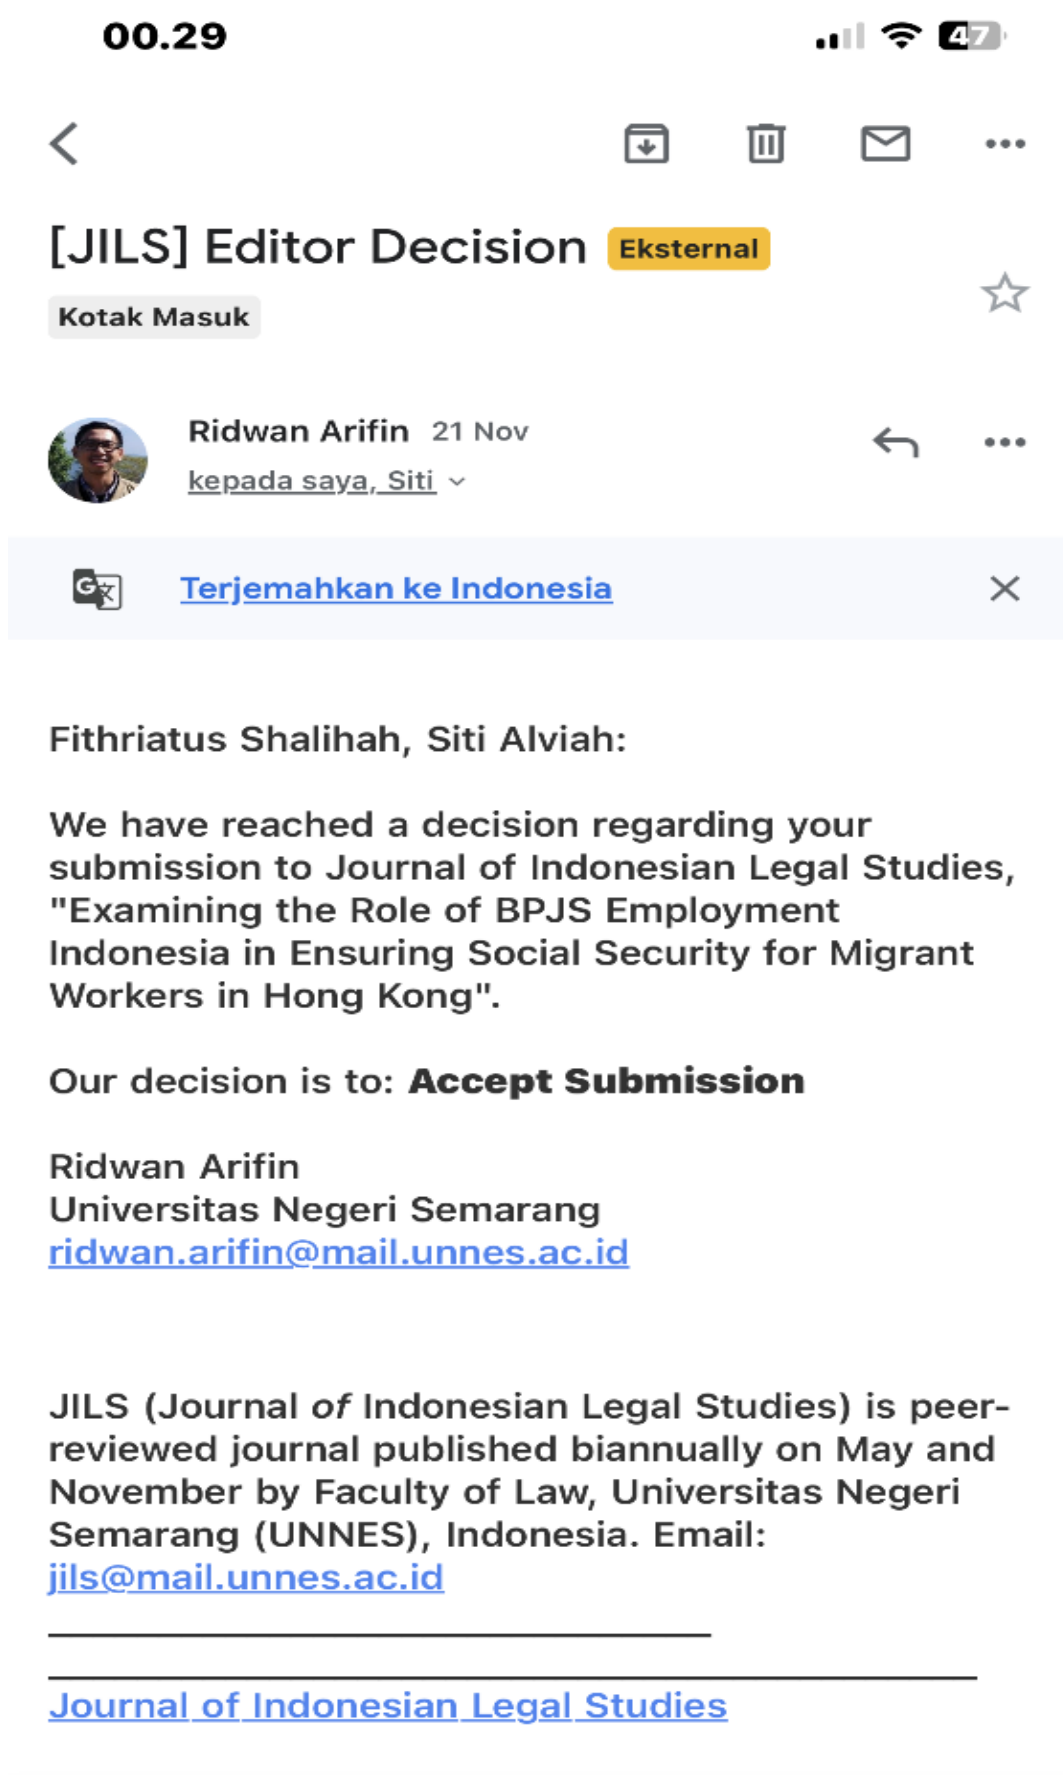 00.29
47
[JILS] Editor Decision Eksternal
Kotak Masuk
Ridwan Arifin 21 Nov
kepada saya, Siti
Terjemahkan ke Indonesia
Fithriatus Shalihah, Siti Alviah:
We have reached a decision regarding your
submission to Journal of Indonesian Legal Studies,
"Examining the Role of BPJS Employment
Indonesia in Ensuring Social Security for Migrant
Workers in Hong Kong".
Our decision is to: Accept Submission
Ridwan Arifin
Universitas Negeri Semarang
ridwan.arifin@mail.unnes.ac.id
JILS (Journal of Indonesian Legal Studies) is peer-
reviewed journal published biannually on May and
November by Faculty of Law, Universitas Negeri
Semarang (UNNES), Indonesia. Email:
jils@mail.unnes.ac.id
Journal of Indonesian Legal Studies